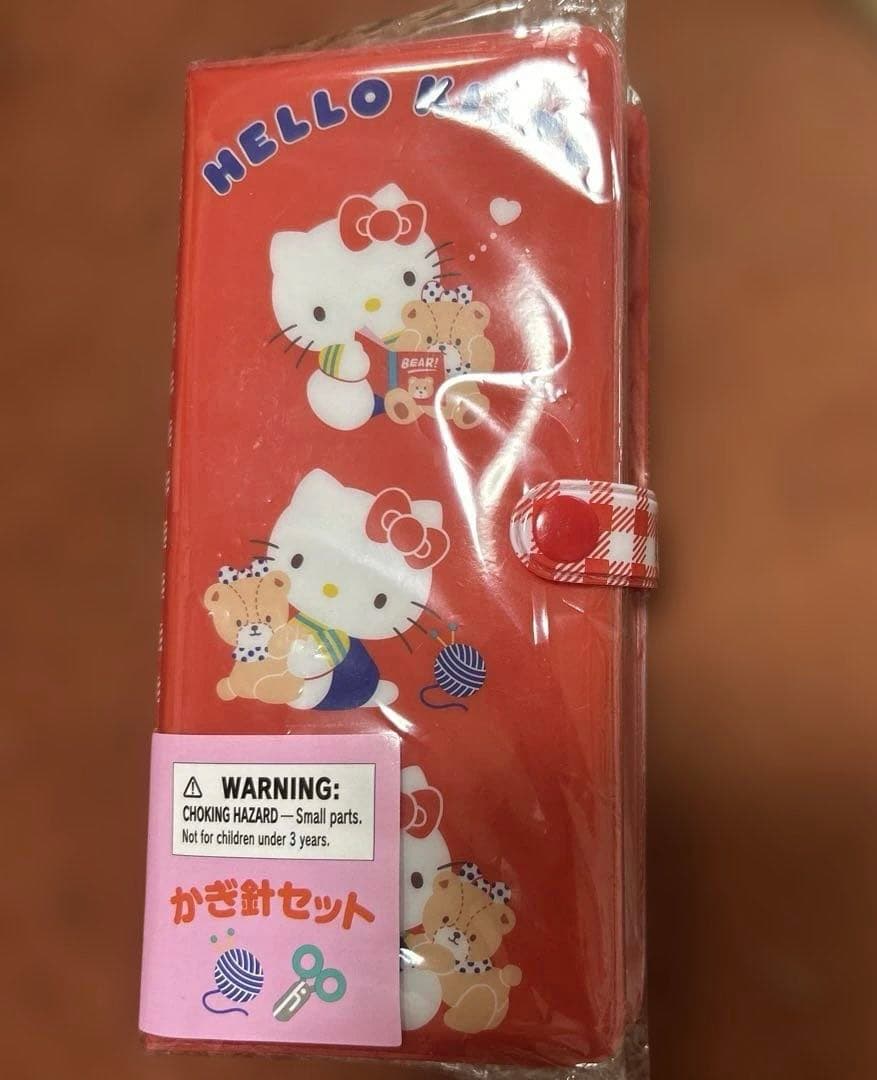 HELLO
BEAR!
WARNING:
CHOKING HAZARD — Small parts.
Not for children under 3 years.
かぎ針セット